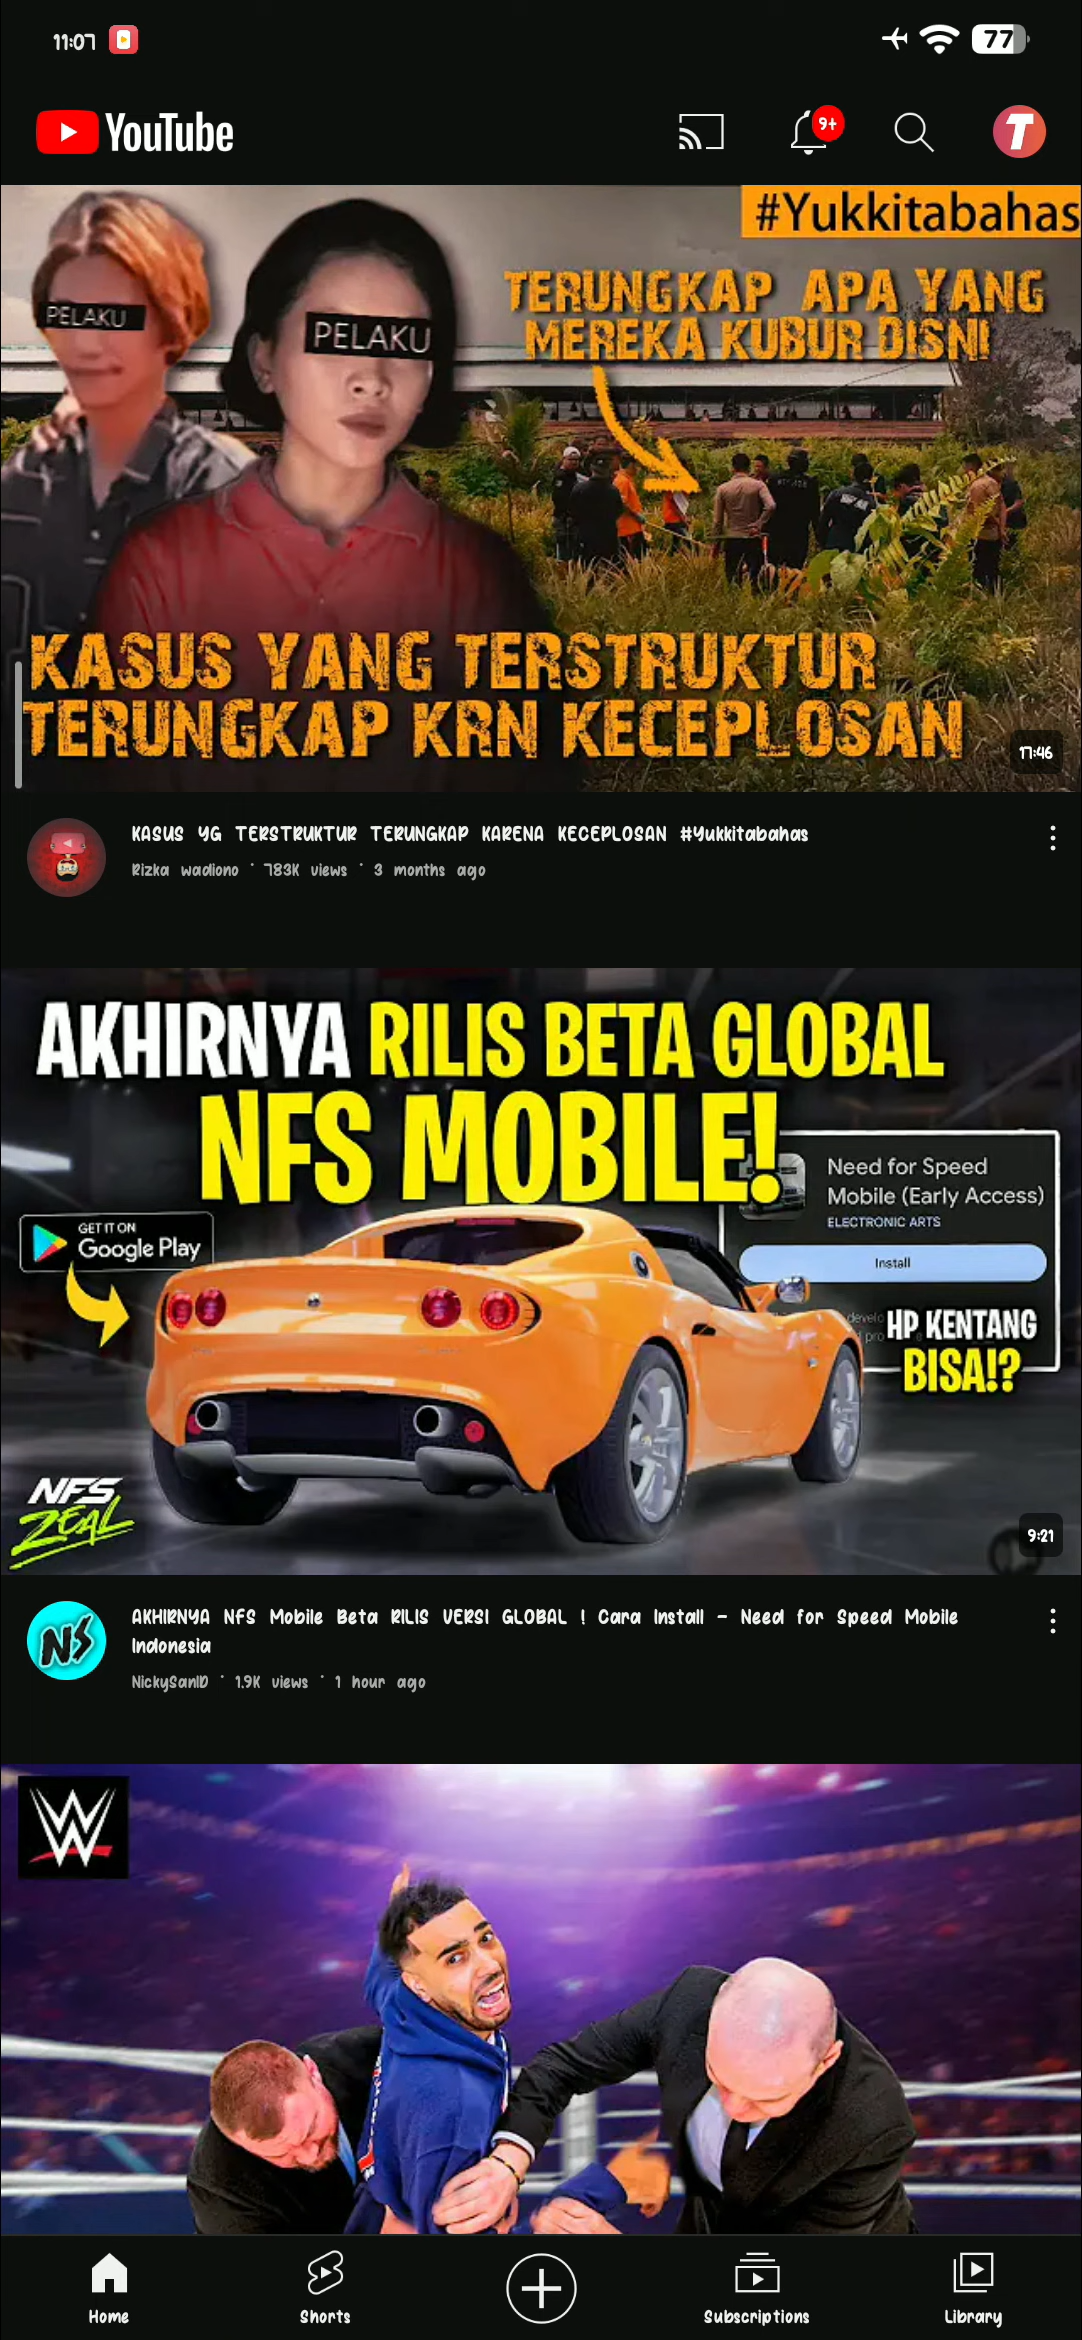 11:07
77
YouTube
9+
T
#Yukkitabahas
PELAKU
PELAKU
TERUNGKAP APA YANG
MEREKA KUBUR DISNI
KASUS YANG TERSTRUKTUR
TERUNGKAP KRN KECEPLOSAN
17:46
KASUS YG TERSTRUKTUR TERUNGKAP KARENA KECEPLOSAN #Yukkitabahas
Rizka wadiono · 783K views · 3 months ago
AKHIRNYA RILIS BETA GLOBAL
NFS MOBILE!
Need for Speed
Mobile (Early Access)
ELECTRONIC ARTS
Install
GET IT ON
Google Play
HP KENTANG
BISA!?
NFS
ZEAL
9:21
NS
AKHIRNYA NFS Mobile Beta RILIS VERSI GLOBAL ! Cara Install - Need for Speed Mobile
Indonesia
NickySanID · 1.9K views · 1 hour ago
W
Home
Shorts
Subscriptions
Library